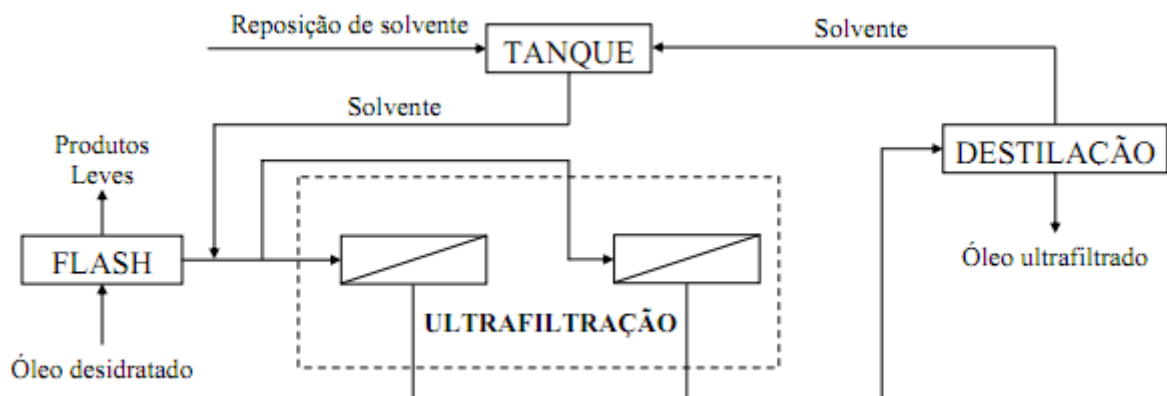 Reposição de solvente
TANQUE
Solvente
Solvente
Produtos
Leves
DESTILAÇÃO
FLASH
Óleo ultrafiltrado
ULTRAFILTRAÇÃO
Óleo desidratado